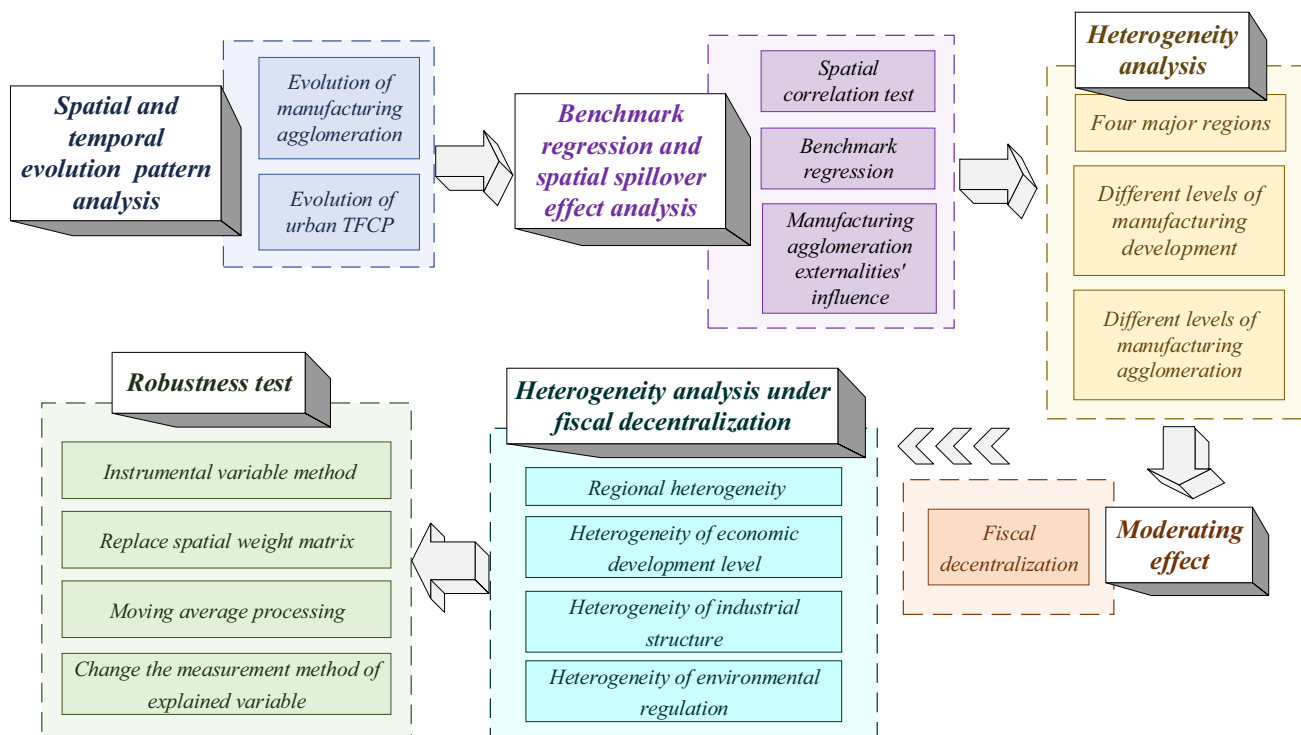 Spatial and
temporal
evolution pattern
analysis
Evolution of
manufacturing
agglomeration
Evolution of
urban TFCP
Benchmark
regression and
spatial spillover
effect analysis
Spatial
correlation test
Benchmark
regression
Manufacturing
agglomeration
externalities'
influence
Heterogeneity
analysis
Four major regions
Different levels of
manufacturing
development
Different levels of
manufacturing
agglomeration
Moderating
effect
Fiscal
decentralization
Heterogeneity analysis under
fiscal decentralization
Regional heterogeneity
Heterogeneity of economic
development level
Heterogeneity of industrial
structure
Heterogeneity of environmental
regulation
Robustness test
Instrumental variable method
Replace spatial weight matrix
Moving average processing
Change the measurement method of
explained variable